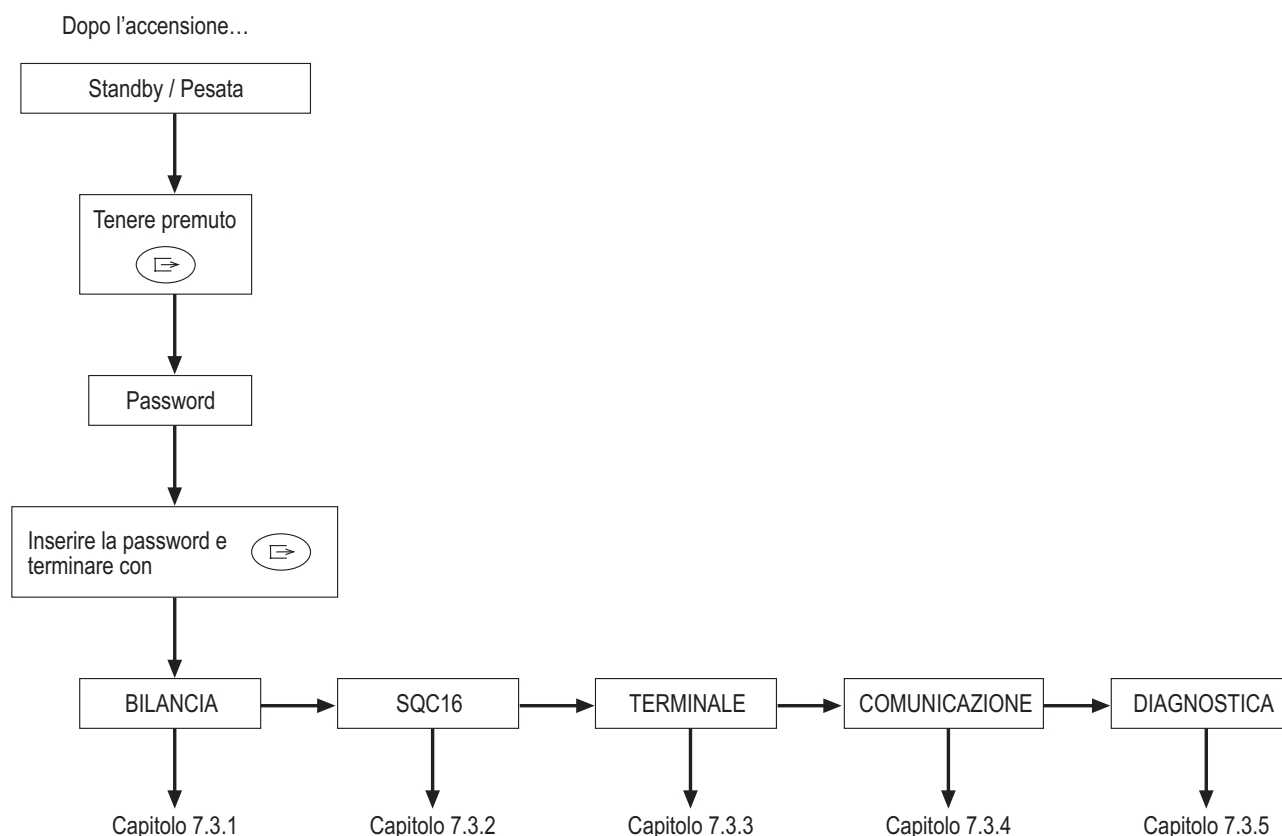 Dopo l’accensione…
Standby / Pesata
Tenere premuto
Password
Inserire la password e
terminare con
BILANCIA
SQC16
TERMINALE
COMUNICAZIONE
DIAGNOSTICA
Capitolo 7.3.1
Capitolo 7.3.2
Capitolo 7.3.3
Capitolo 7.3.4
Capitolo 7.3.5